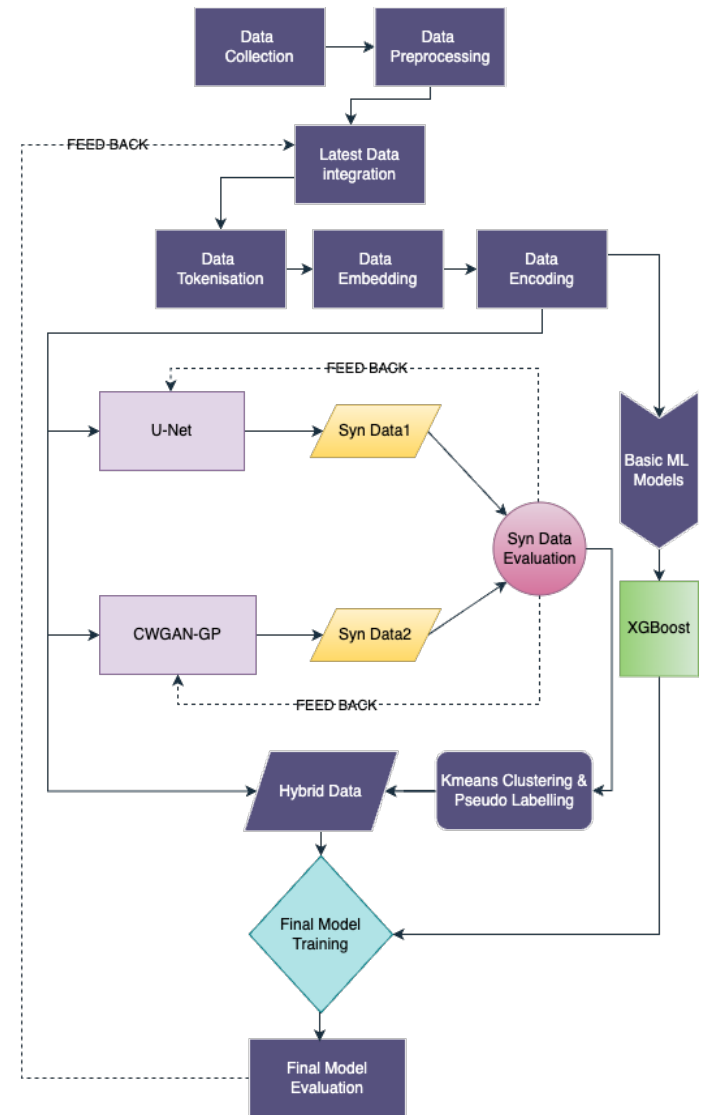 Data
Collection
Data
Preprocessing
FEED BACK
Latest Data
integration
Data
Tokenisation
Data
Embedding
Data
Encoding
FEED BACK
U-Net
Syn Data1
Basic ML
Models
Syn Data
Evaluation
CWGAN-GP
Syn Data2
XGBoost
FEED BACK
Hybrid Data
Kmeans Clustering &
Pseudo Labelling
Final Model
Training
Final Model
Evaluation